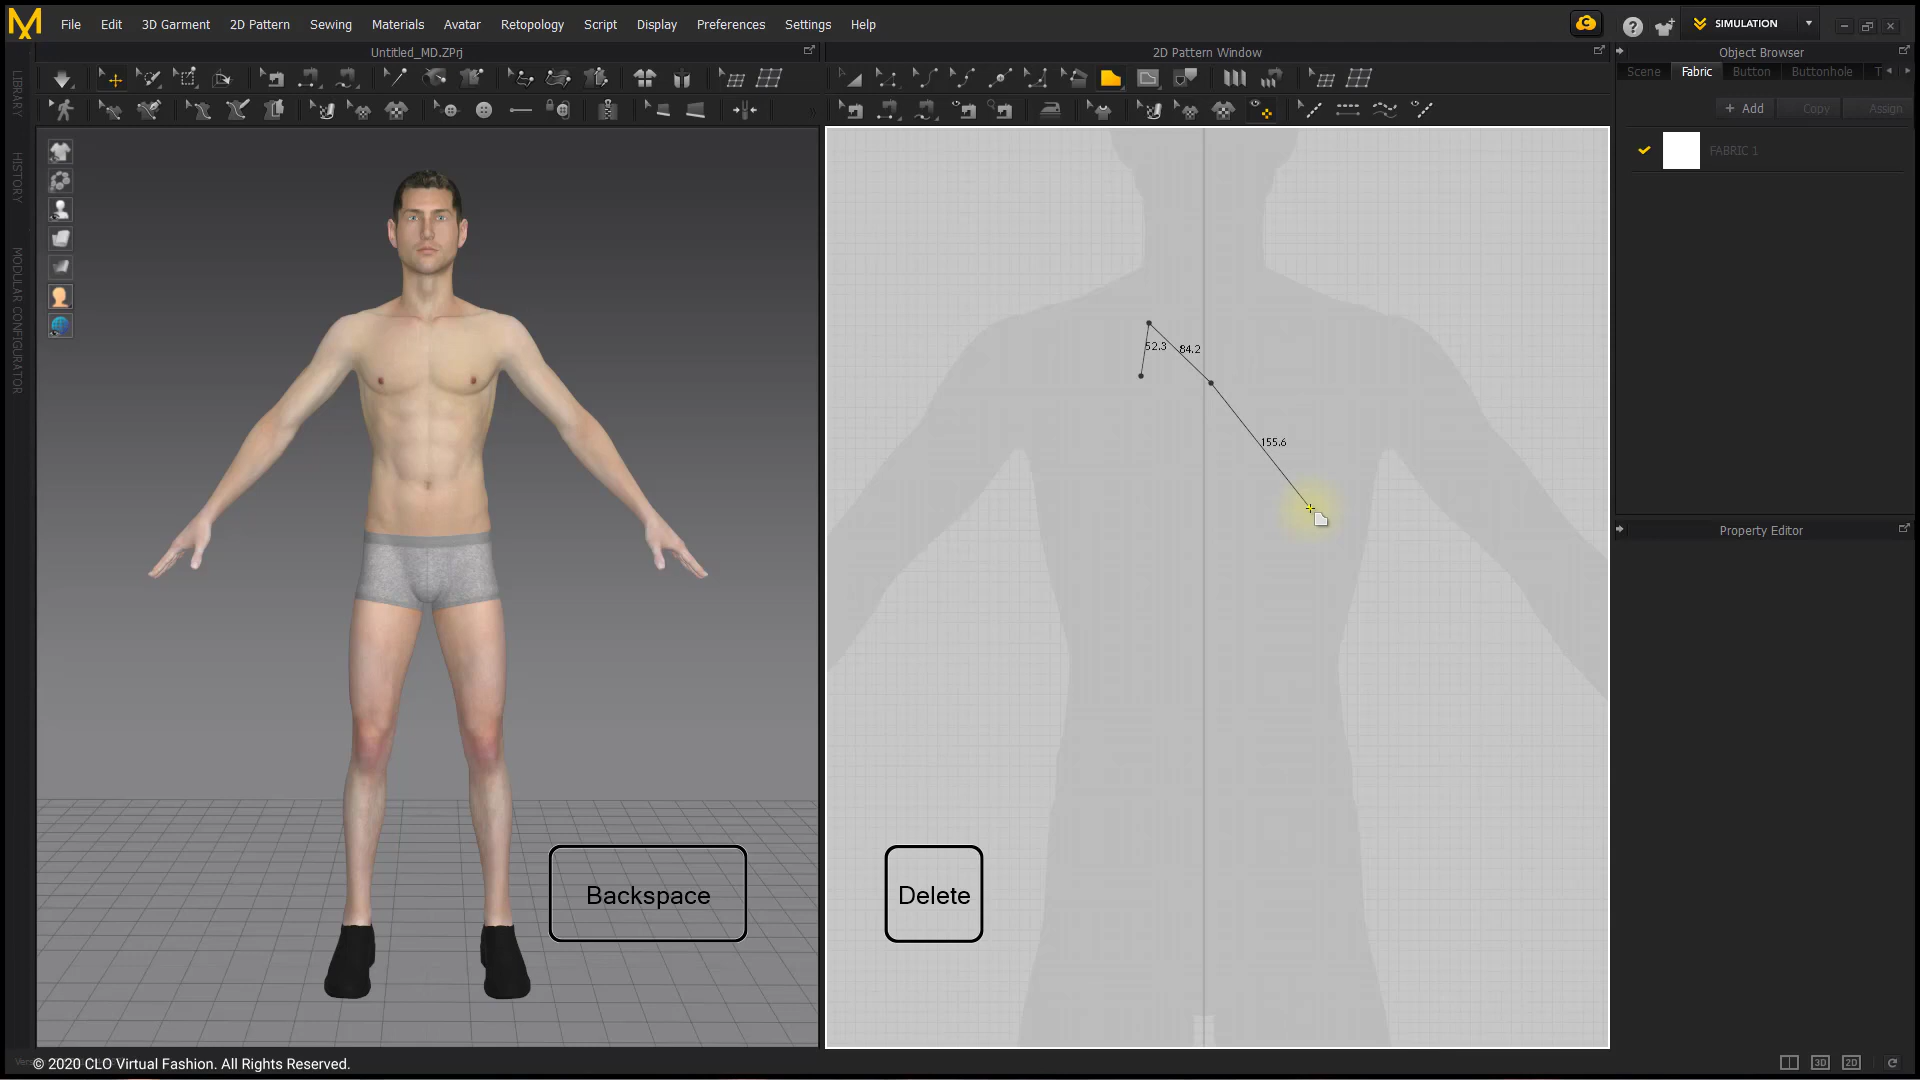 File Edit 3D Garment 2D Pattern Sewing Materials Avatar Retopology Script Display Preferences Settings Help
SIMULATION
Untitled_MD.ZPrj
2D Pattern Window
Object Browser
Scene Fabric Button Buttonhole T
+ Add Copy Assign
FABRIC 1
LIBRARY
HISTORY
MODULAR CONFIGURATOR
52.3 84.2
155.6
Property Editor
Backspace
Delete
© 2020 CLO Virtual Fashion. All Rights Reserved.
3D 2D